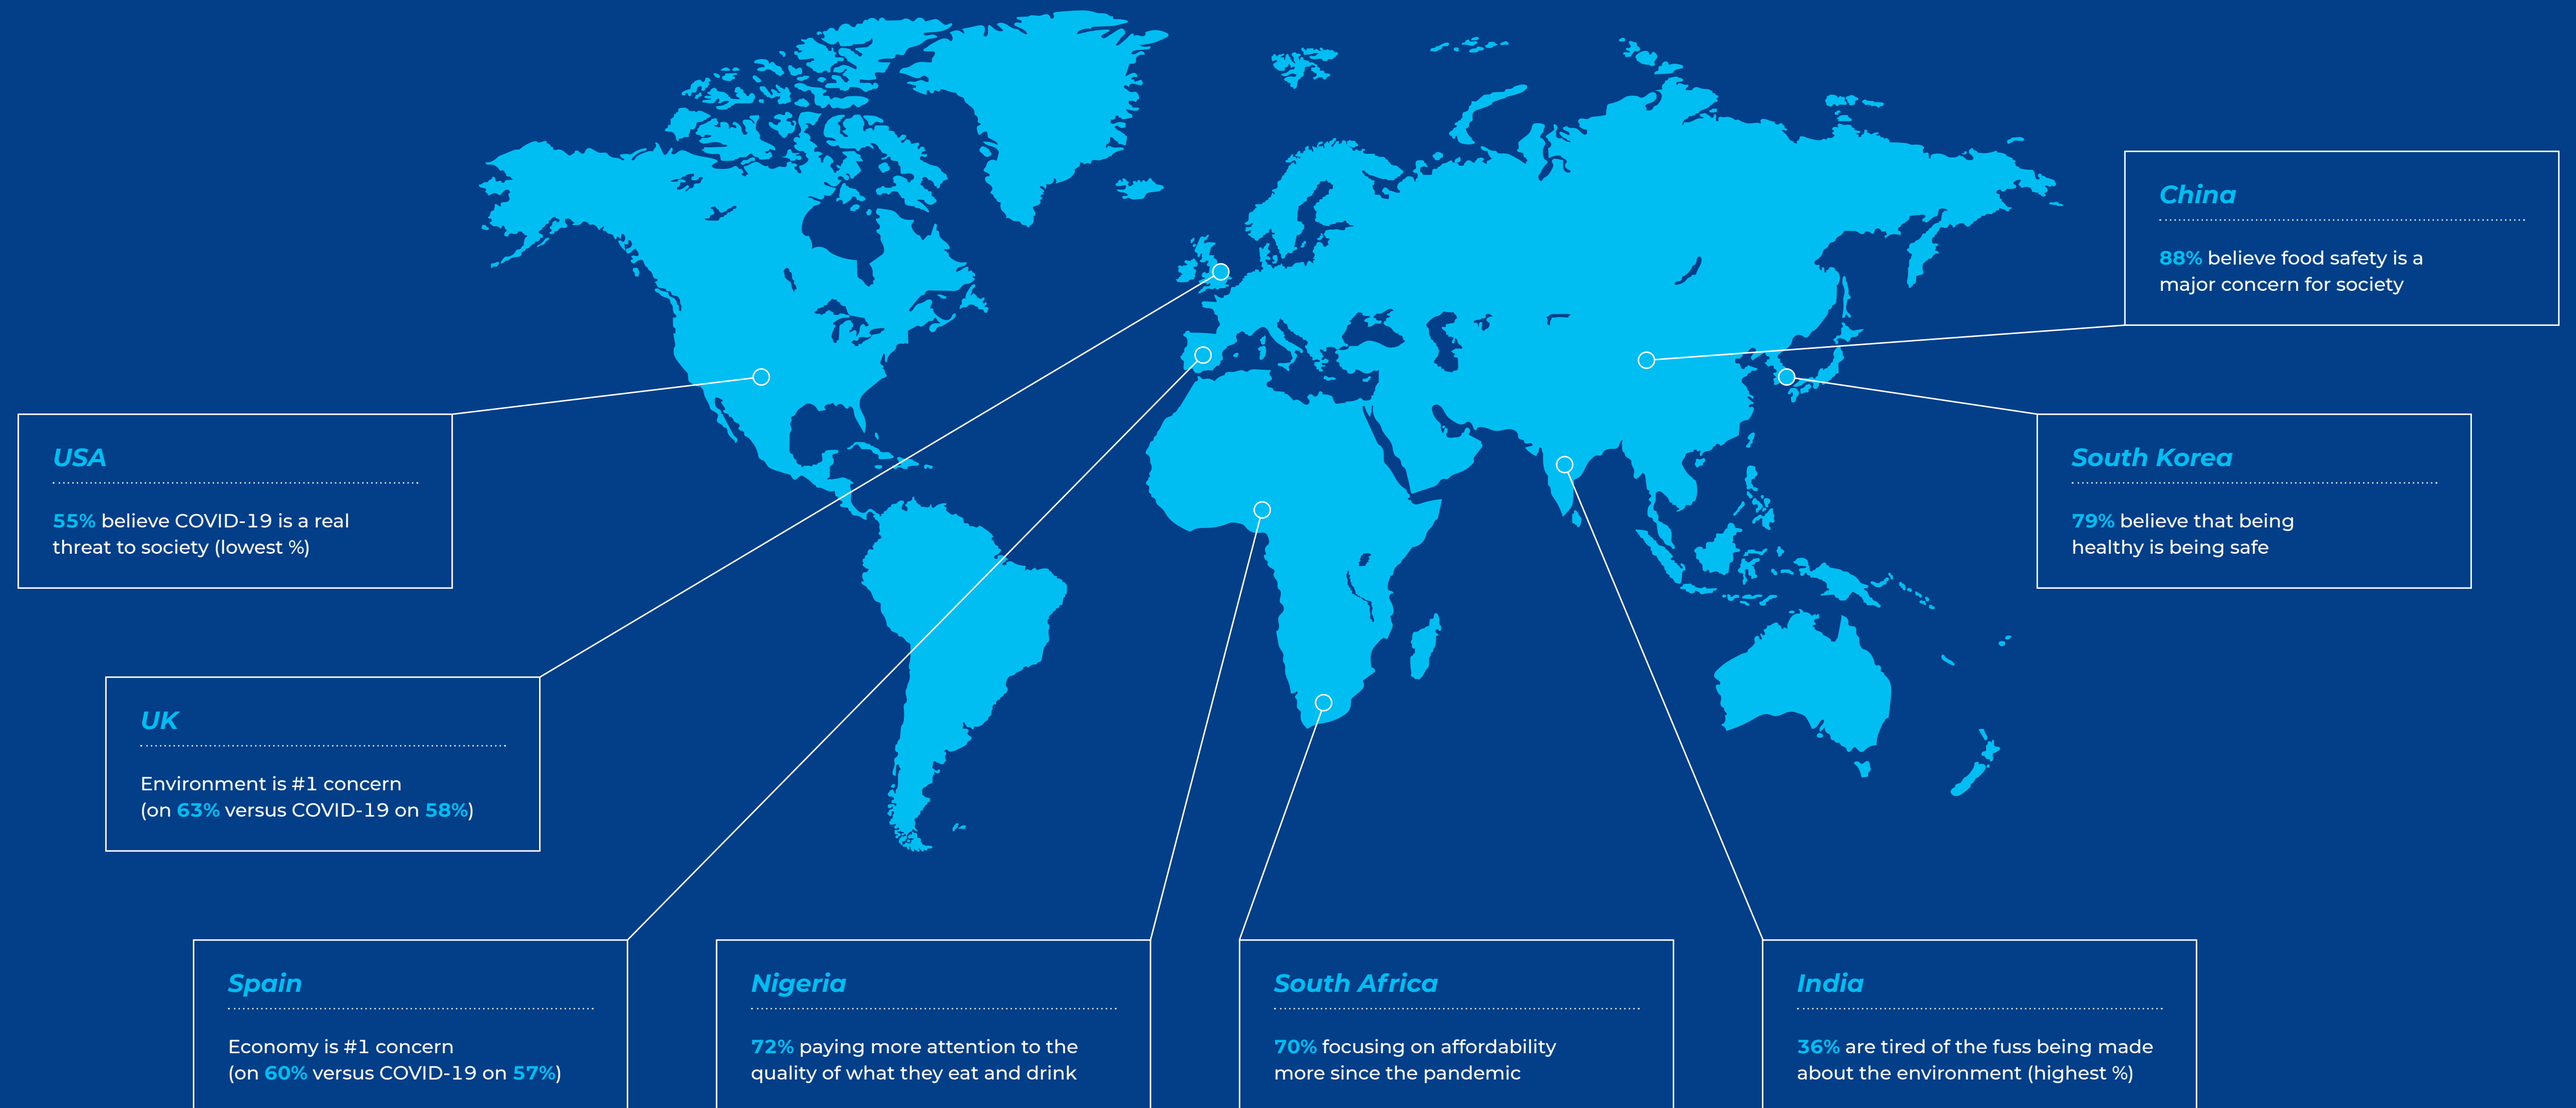 China
88% believe food safety is a
major concern for society
USA
55% believe COVID-19 is a real
threat to society (lowest %)
South Korea
79% believe that being
healthy is being safe
UK
Environment is #1 concern
(on 63% versus COVID-19 on 58%)
Spain
Economy is #1 concern
(on 60% versus COVID-19 on 57%)
Nigeria
72% paying more attention to the
quality of what they eat and drink
South Africa
70% focusing on affordability
more since the pandemic
India
36% are tired of the fuss being made
about the environment (highest %)